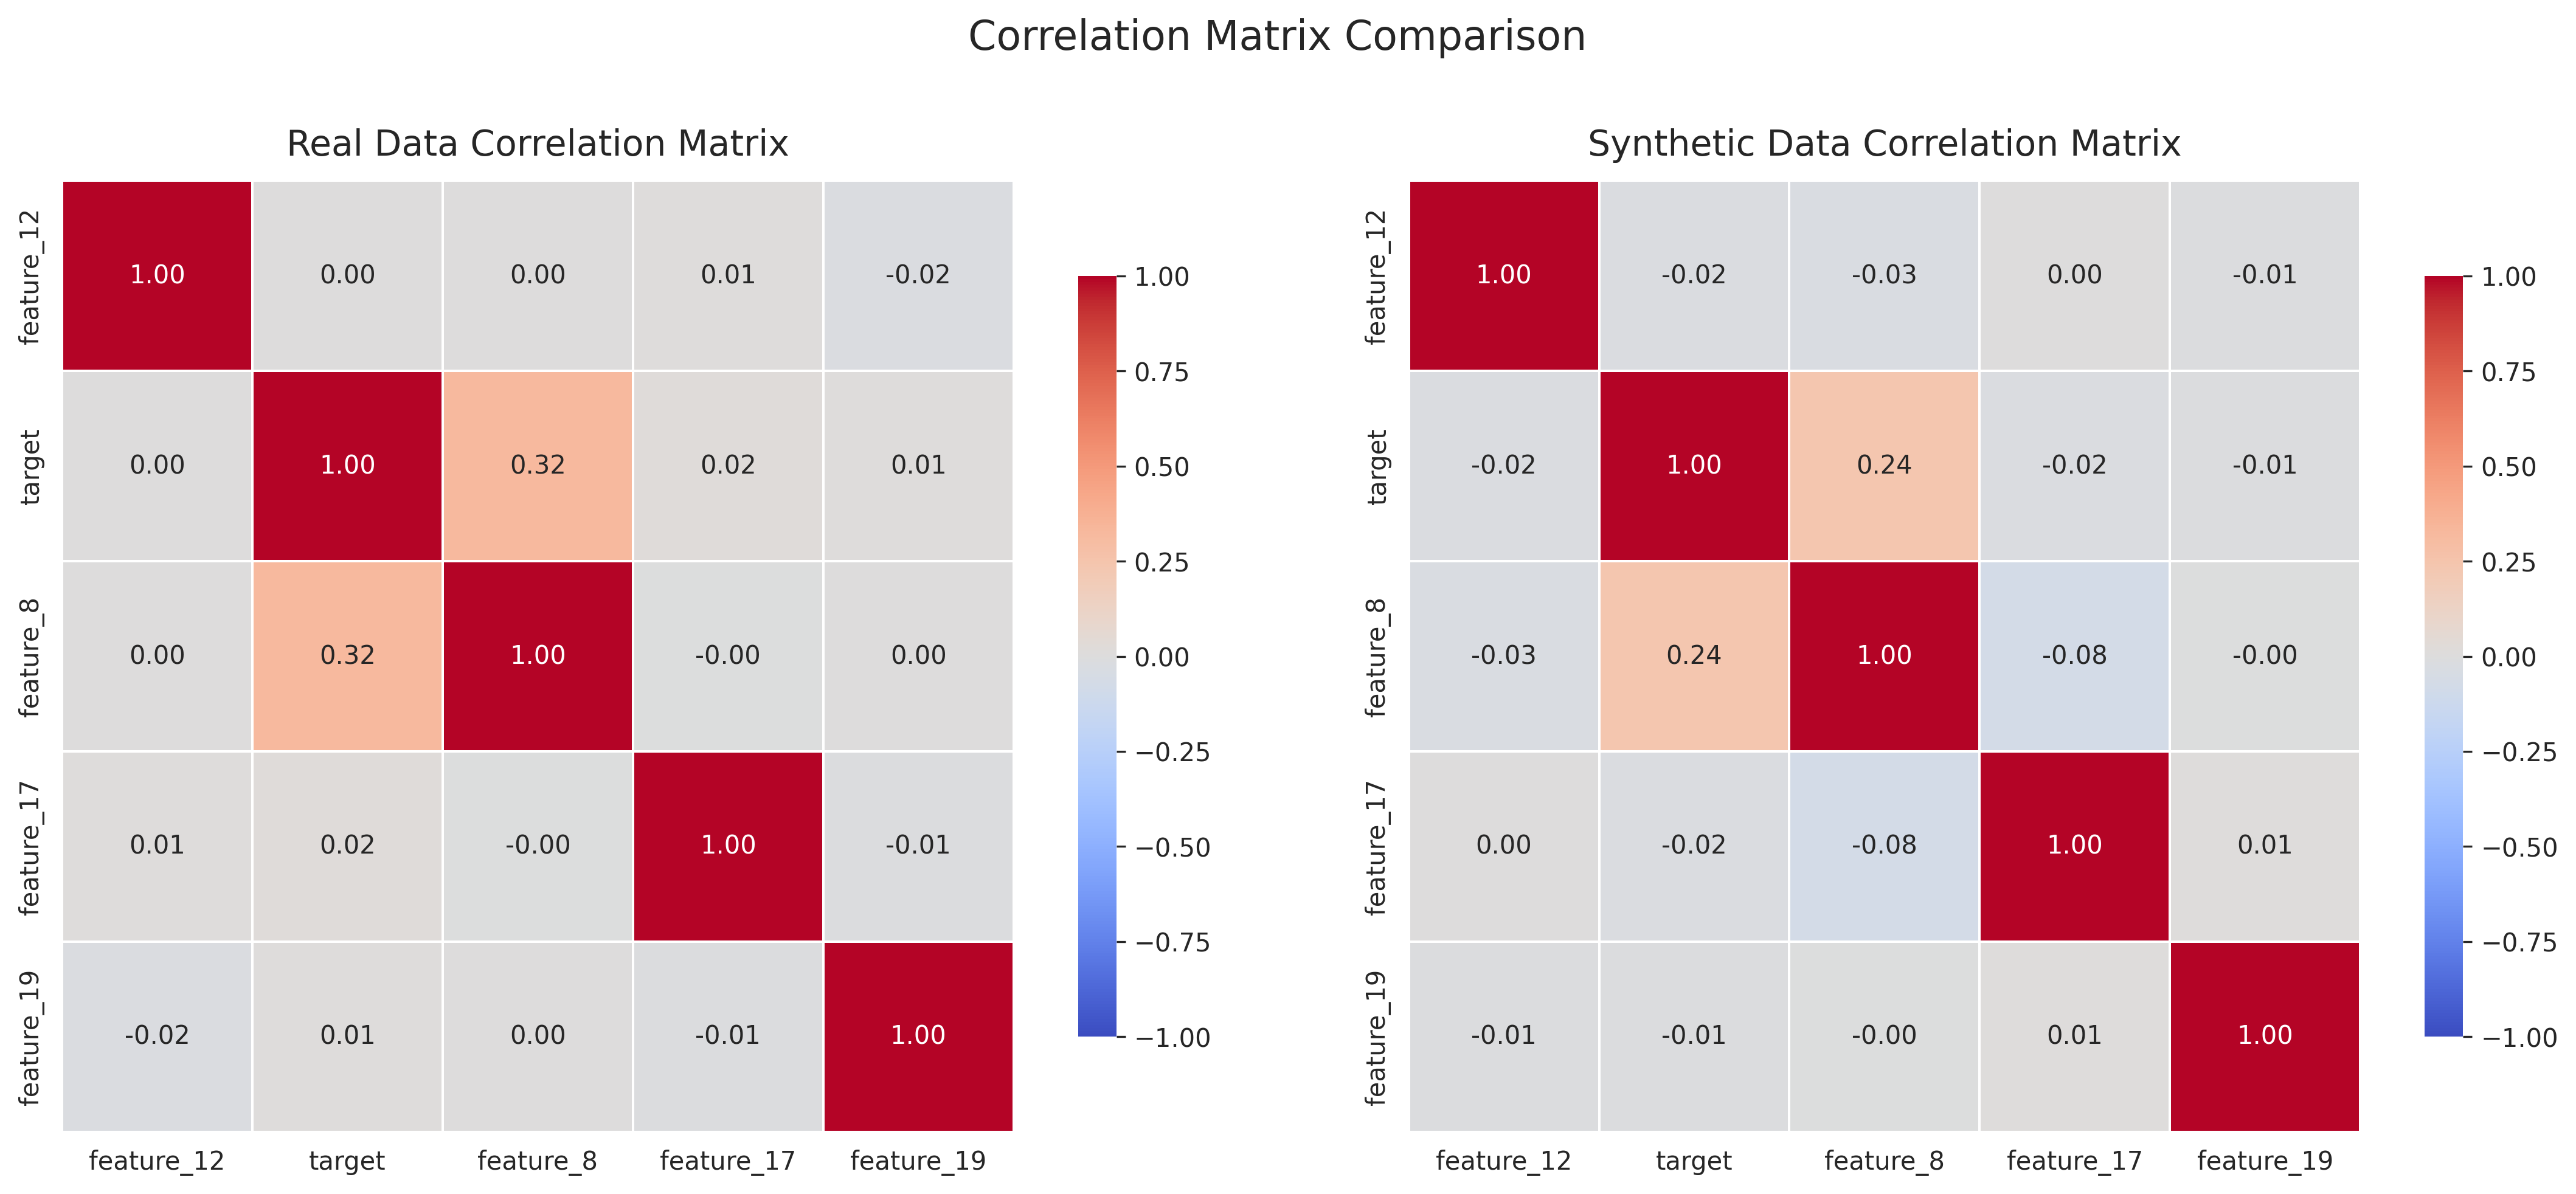 Correlation Matrix Comparison
Real Data Correlation Matrix
feature_12 1.00 0.00 0.00 0.01 -0.02
target 0.00 1.00 0.32 0.02 0.01
feature_8 0.00 0.32 1.00 -0.00 0.00
feature_17 0.01 0.02 -0.00 1.00 -0.01
feature_19 -0.02 0.01 0.00 -0.01 1.00
feature_12 target feature_8 feature_17 feature_19
1.00
0.75
0.50
0.25
0.00
−0.25
−0.50
−0.75
−1.00
Synthetic Data Correlation Matrix
feature_12 1.00 -0.02 -0.03 0.00 -0.01
target -0.02 1.00 0.24 -0.02 -0.01
feature_8 -0.03 0.24 1.00 -0.08 -0.00
feature_17 0.00 -0.02 -0.08 1.00 0.01
feature_19 -0.01 -0.01 -0.00 0.01 1.00
feature_12 target feature_8 feature_17 feature_19
1.00
0.75
0.50
0.25
0.00
−0.25
−0.50
−0.75
−1.00